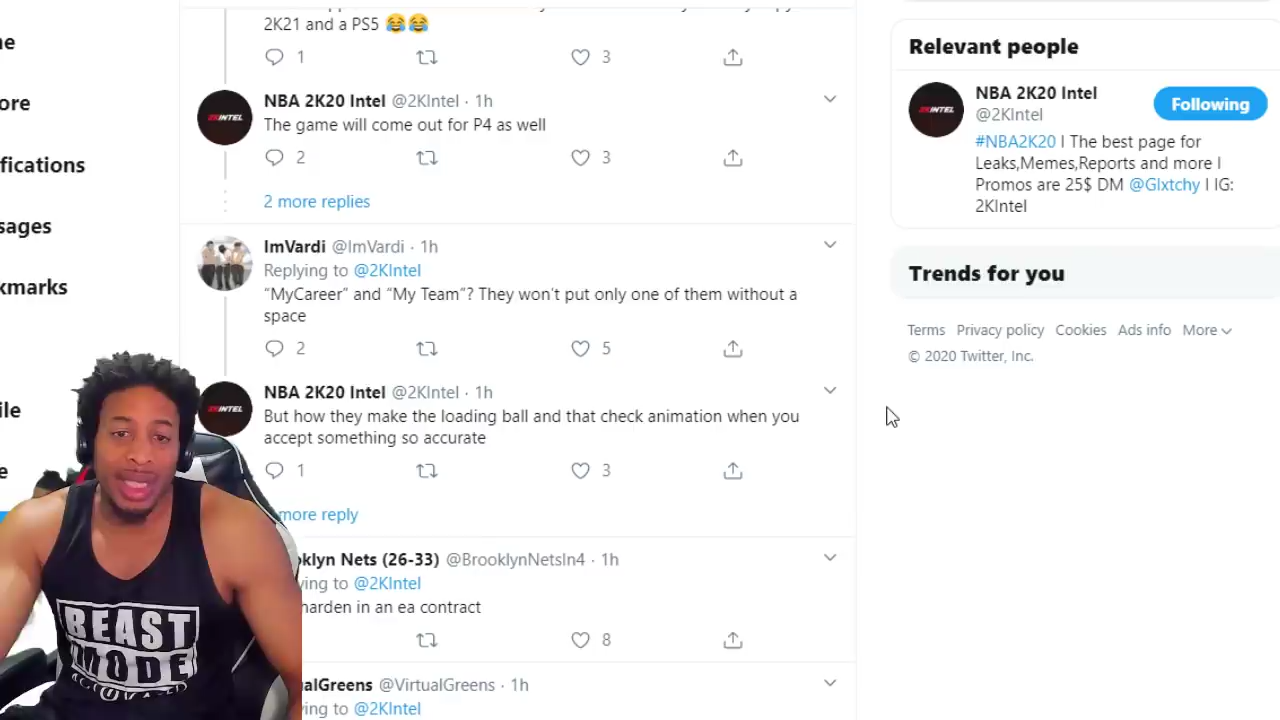 2K21 and a PS5 😂😂
1
3
NBA 2K20 Intel @2KIntel · 1h
The game will come out for P4 as well
2
3
2 more replies
ImVardi @ImVardi · 1h
Replying to @2KIntel
“MyCareer” and “My Team”? They won’t put only one of them without a
space
2
5
NBA 2K20 Intel @2KIntel · 1h
But how they make the loading ball and that check animation when you
accept something so accurate
1
3
more reply
oklyn Nets (26-33) @BrooklynNetsIn4 · 1h
ying to @2KIntel
harden in an ea contract
8
ualGreens @VirtualGreens · 1h
ying to @2KIntel
Relevant people
NBA 2K20 Intel
@2KIntel
Following
#NBA2K20 I The best page for
Leaks,Memes,Reports and more I
Promos are 25$ DM @Glxtchy I IG:
2KIntel
Trends for you
Terms Privacy policy Cookies Ads info More
© 2020 Twitter, Inc.
e
ore
fications
sages
kmarks
ile
e
2KINTEL
2KINTEL
2KINTEL
BEAST
MODE